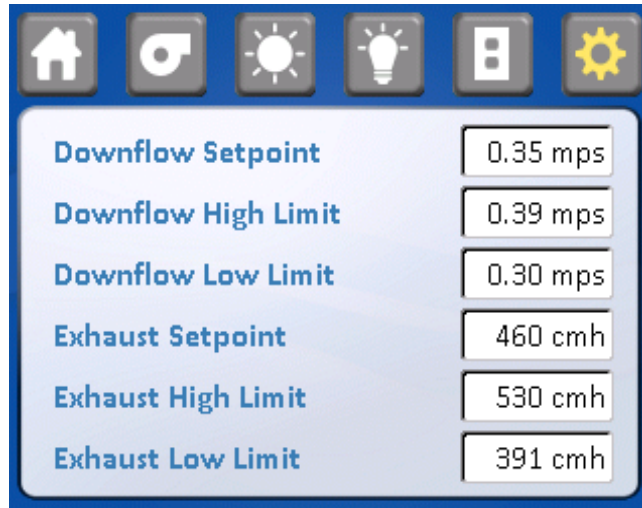 Downflow Setpoint 0.35 mps
Downflow High Limit 0.39 mps
Downflow Low Limit 0.30 mps
Exhaust Setpoint 460 cmh
Exhaust High Limit 530 cmh
Exhaust Low Limit 391 cmh